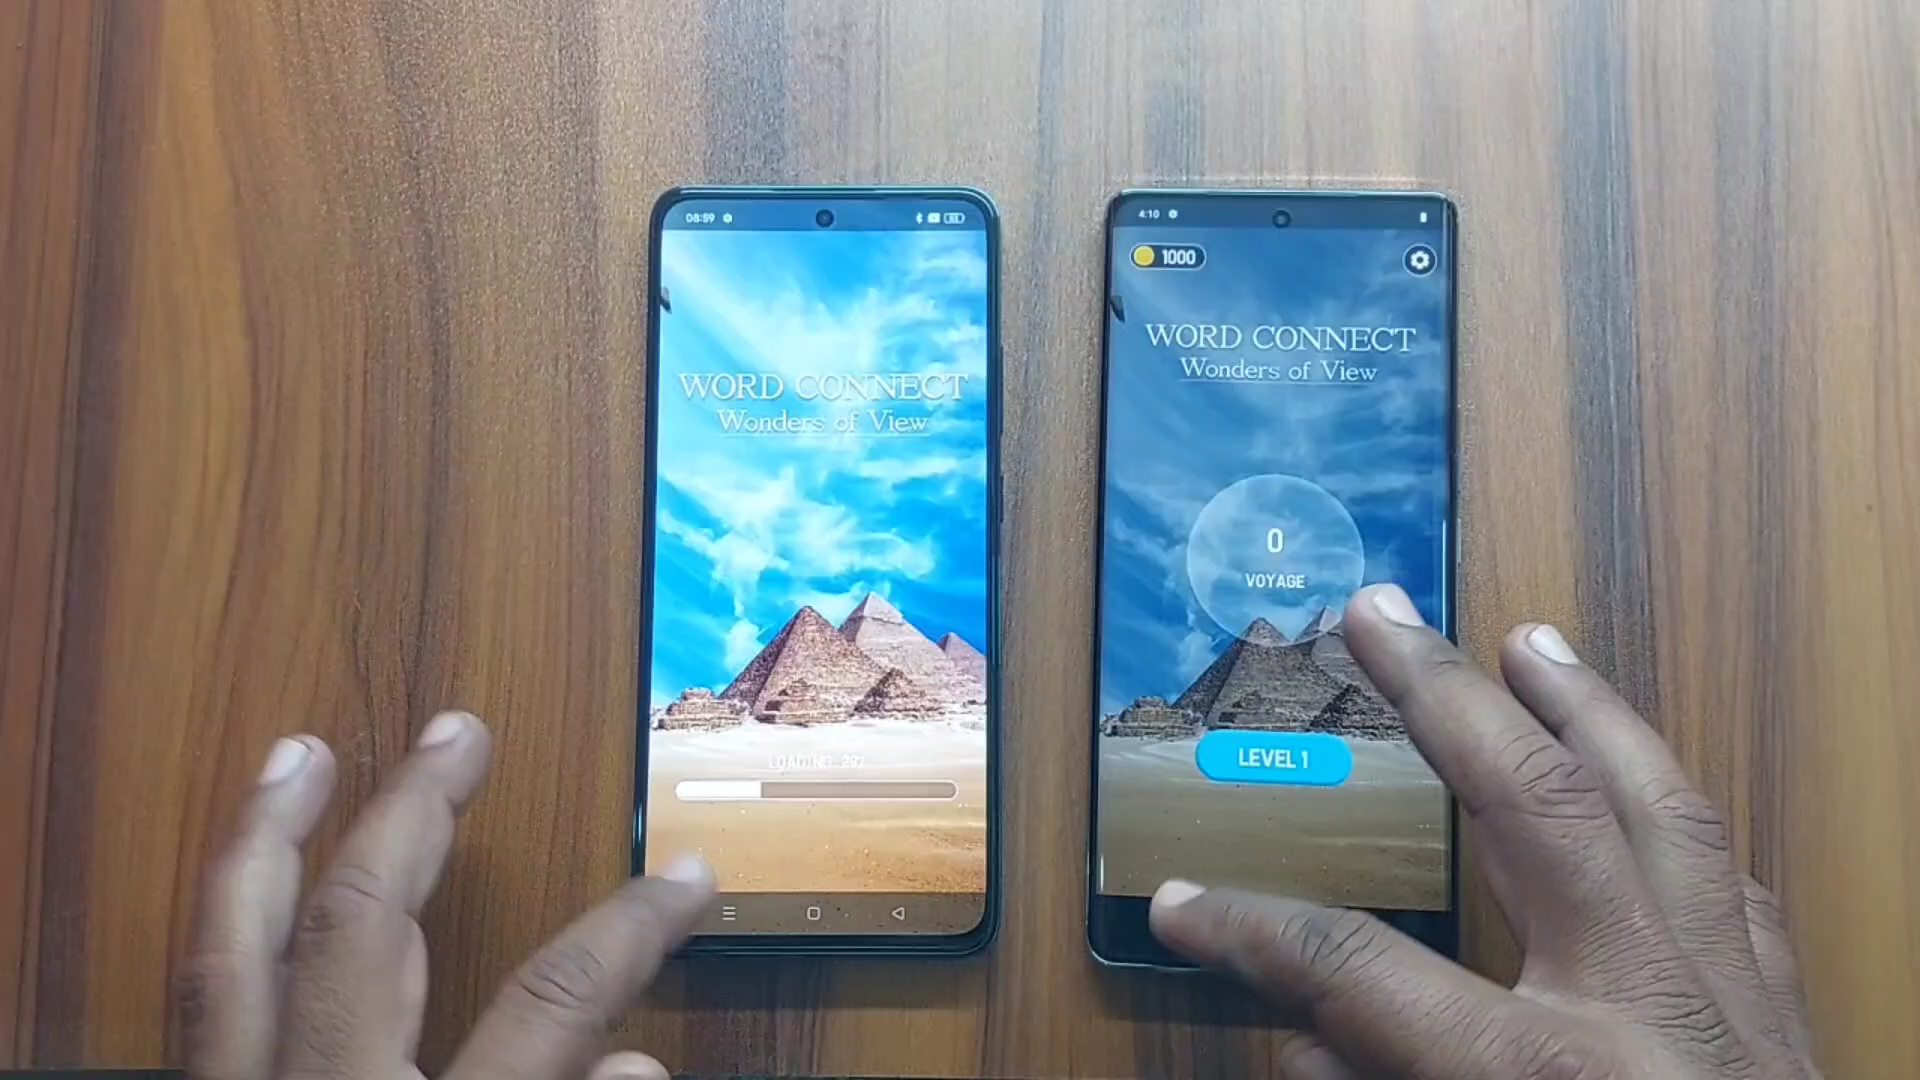 08:59
WORD CONNECT
Wonders of View
4:10
1000
WORD CONNECT
Wonders of View
0
VOYAGE
LEVEL 1